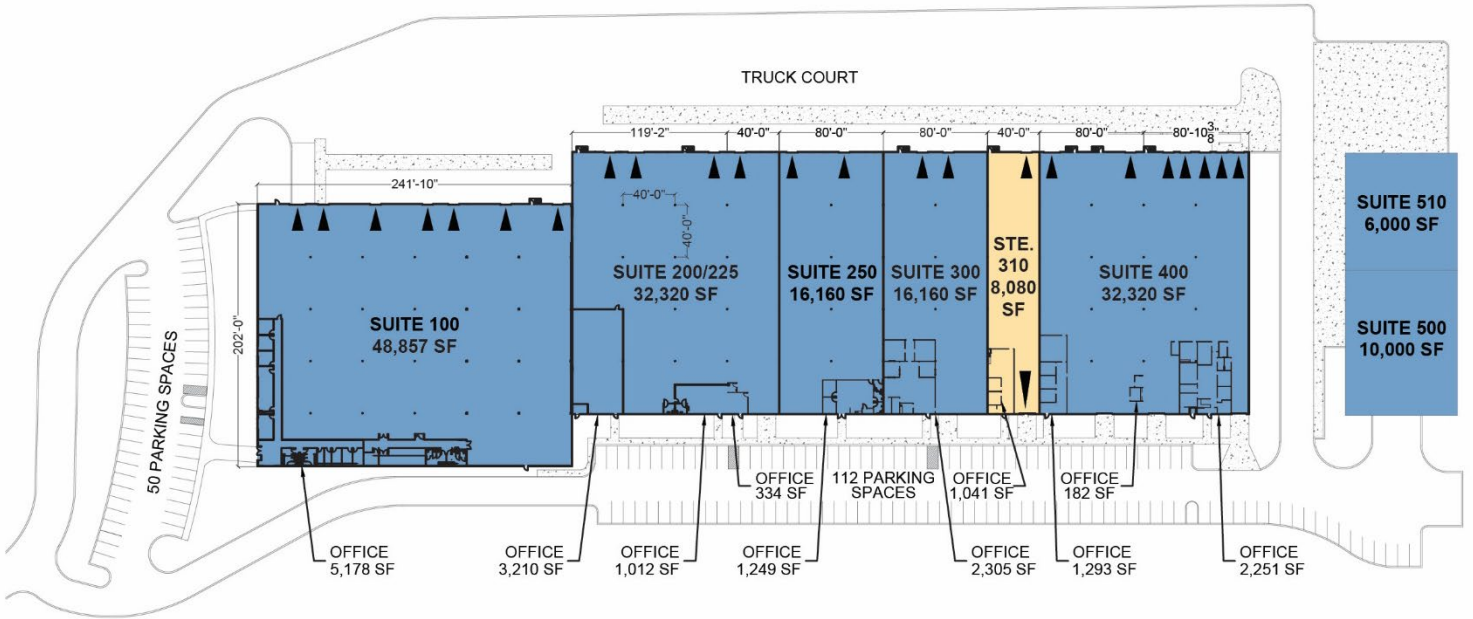 TRUCK COURT
119'-2"
40'-0"
80'-0"
80'-0"
40'-0"
80'-0"
80'-10 3/8"
241'-10"
40'-0"
40'-0"
202'-0"
SUITE 100
48,857 SF
SUITE 200/225
32,320 SF
SUITE 250
16,160 SF
SUITE 300
16,160 SF
STE.
310
8,080
SF
SUITE 400
32,320 SF
SUITE 510
6,000 SF
SUITE 500
10,000 SF
50 PARKING SPACES
OFFICE
334 SF
112 PARKING
SPACES
OFFICE
1,041 SF
OFFICE
182 SF
OFFICE
5,178 SF
OFFICE
3,210 SF
OFFICE
1,012 SF
OFFICE
1,249 SF
OFFICE
2,305 SF
OFFICE
1,293 SF
OFFICE
2,251 SF